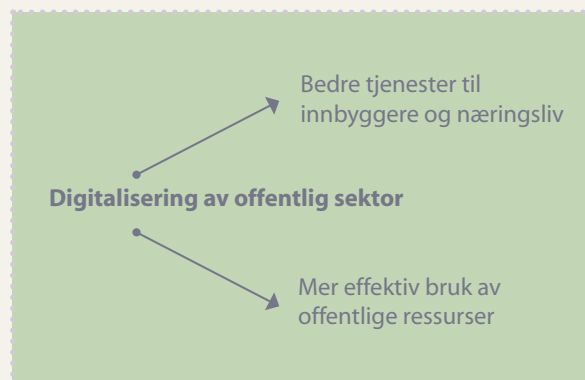 Bedre tjenester til
innbyggere og næringsliv
Digitalisering av offentlig sektor
Mer effektiv bruk av
offentlige ressurser